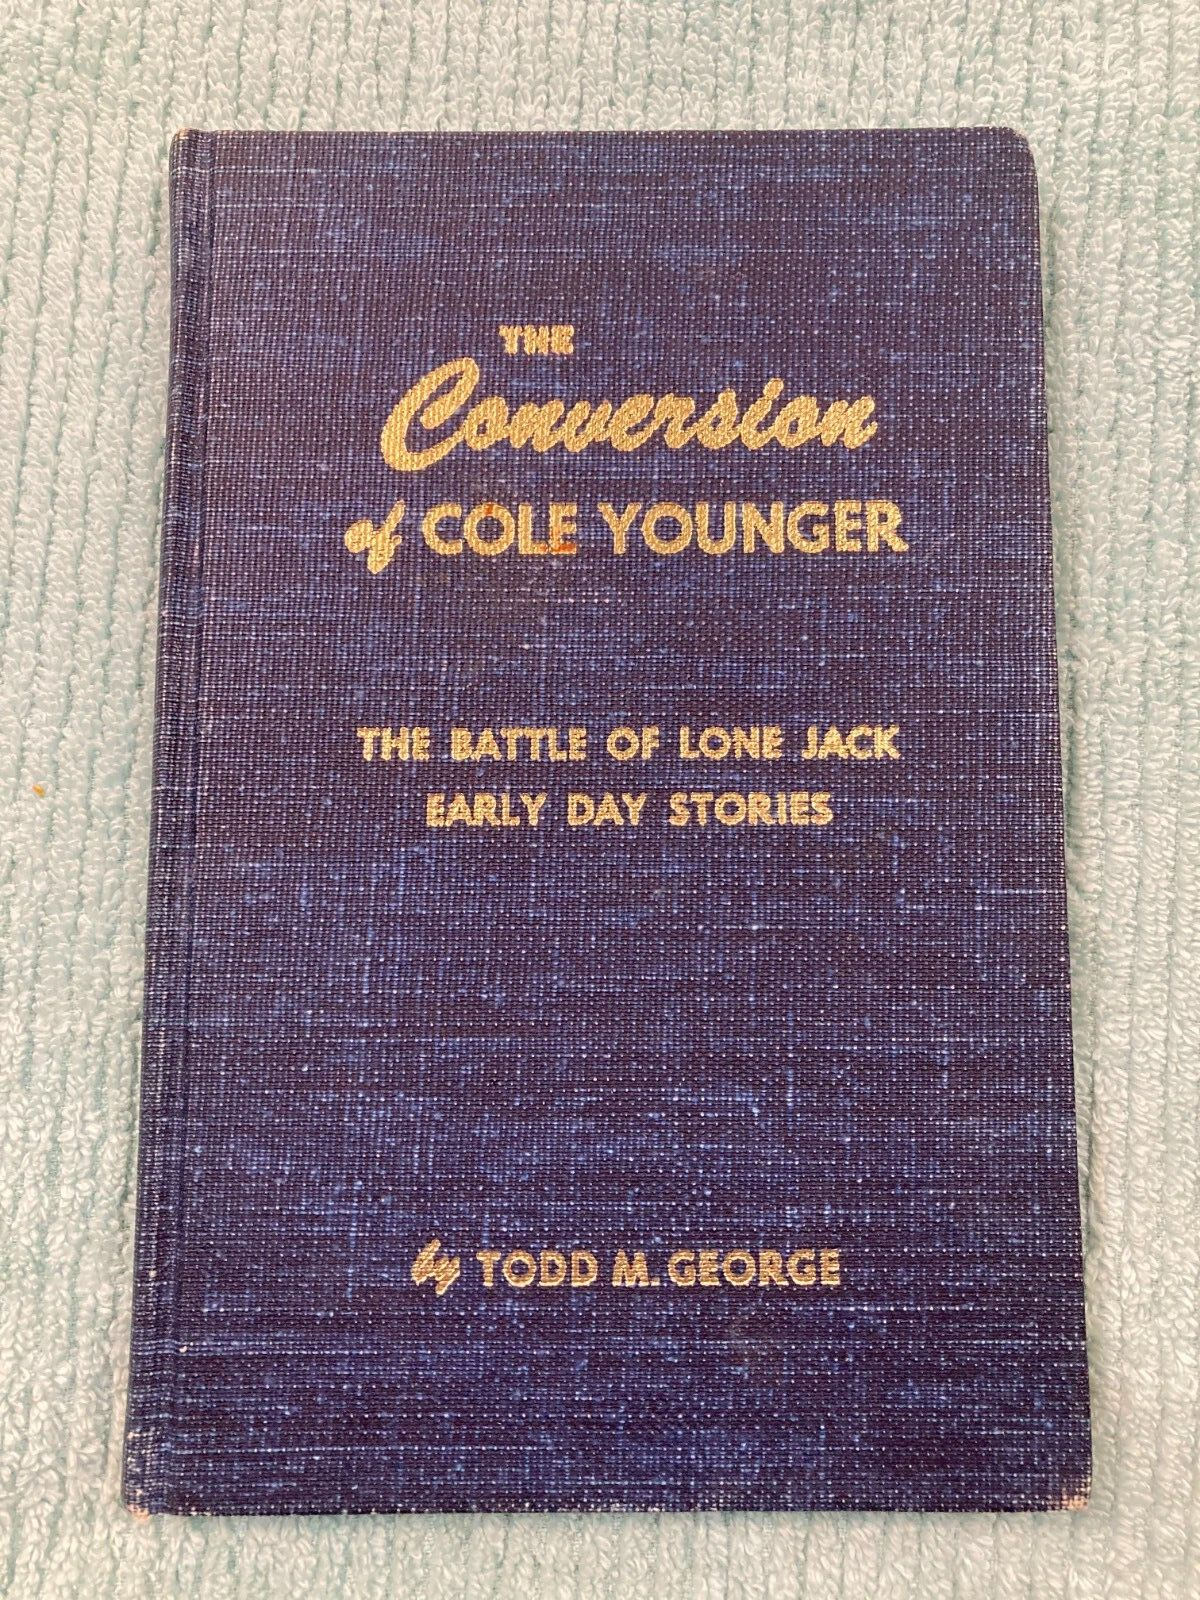 THE
Conversion
of COLE YOUNGER
THE BATTLE OF LONE JACK
EARLY DAY STORIES
by TODD M. GEORGE